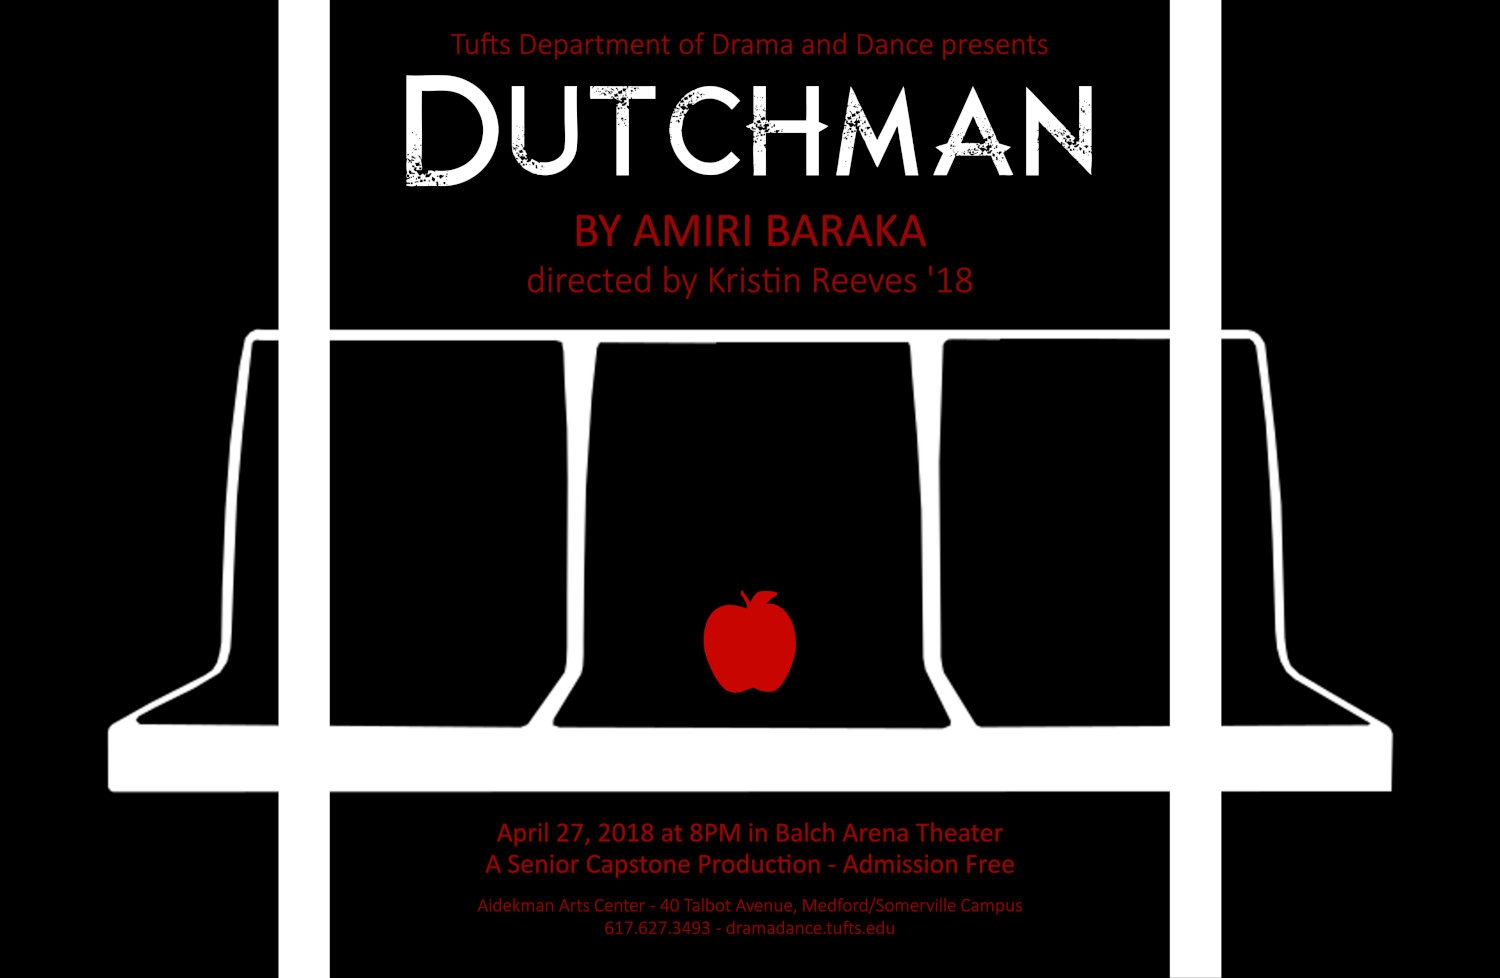 Tufts Department of Drama and Dance presents
DUTCHMAN
BY AMIRI BARAKA
directed by Kristin Reeves '18
April 27, 2018 at 8PM in Balch Arena Theater
A Senior Capstone Production - Admission Free
Aidekman Arts Center - 40 Talbot Avenue, Medford/Somerville Campus
617.627.3493 - dramadance.tufts.edu